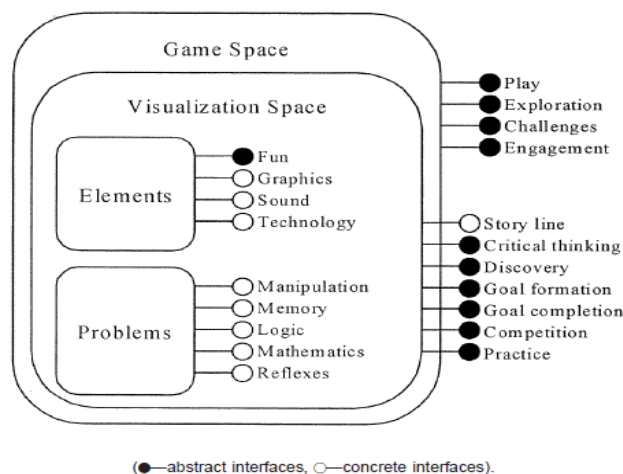 Game Space
Visualization Space
Elements
Fun
Graphics
Sound
Technology
Problems
Manipulation
Memory
Logic
Mathematics
Reflexes
Play
Exploration
Challenges
Engagement
Story line
Critical thinking
Discovery
Goal formation
Goal completion
Competition
Practice
(●—abstract interfaces, ○—concrete interfaces).